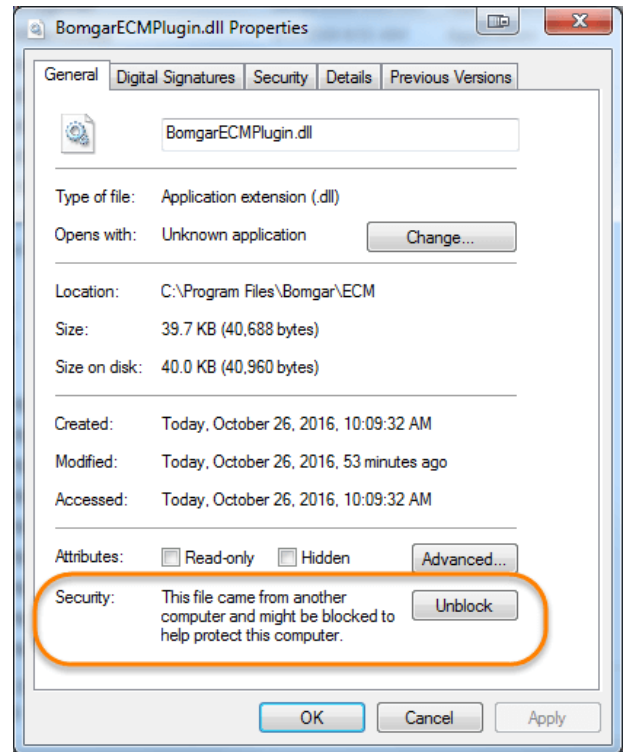 BomgarECMPlugin.dll Properties
General Digital Signatures Security Details Previous Versions
BomgarECMPlugin.dll
Type of file: Application extension (.dll)
Opens with: Unknown application Change...
Location: C:\Program Files\Bomgar\ECM
Size: 39.7 KB (40,688 bytes)
Size on disk: 40.0 KB (40,960 bytes)
Created: Today, October 26, 2016, 10:09:32 AM
Modified: Today, October 26, 2016, 53 minutes ago
Accessed: Today, October 26, 2016, 10:09:32 AM
Attributes: Read-only Hidden Advanced...
Security: This file came from another
computer and might be blocked to Unblock
help protect this computer.
OK Cancel Apply